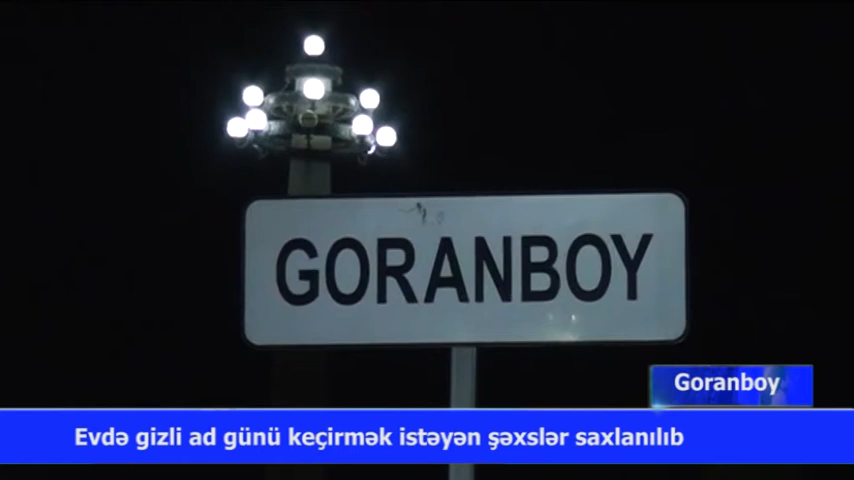 GORANBOY
Goranboy
Evdə gizli ad günü keçirmək istəyən şəxslər saxlanılıb